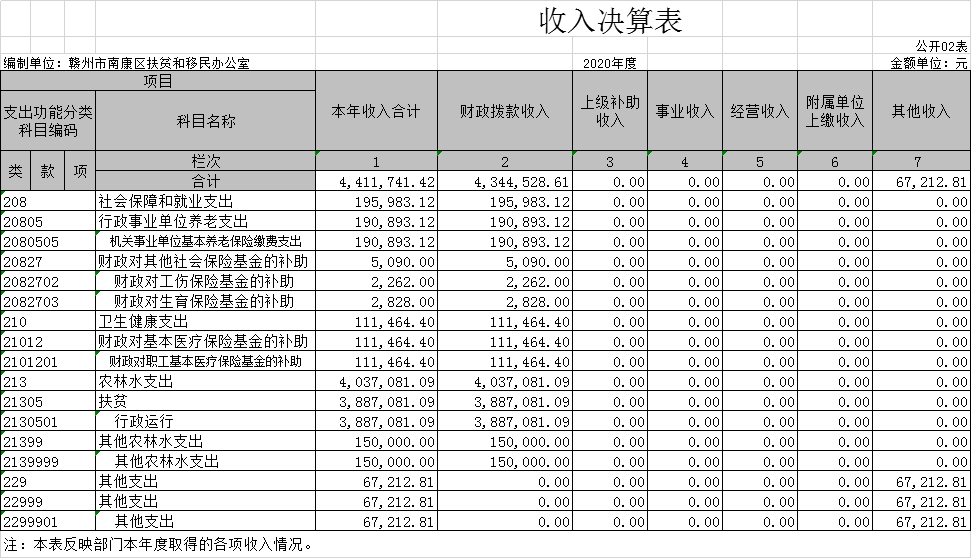 收入决算表
公开02表
编制单位：赣州市南康区扶贫和移民办公室 2020年度 金额单位：元
项目 本年收入合计 财政拨款收入 上级补助收入 事业收入 经营收入 附属单位上缴收入 其他收入
支出功能分类科目编码 科目名称
类 款 项 栏次 1 2 3 4 5 6 7
合计 4,411,741.42 4,344,528.61 0.00 0.00 0.00 0.00 67,212.81
208 社会保障和就业支出 195,983.12 195,983.12 0.00 0.00 0.00 0.00 0.00
20805 行政事业单位养老支出 190,893.12 190,893.12 0.00 0.00 0.00 0.00 0.00
2080505 机关事业单位基本养老保险缴费支出 190,893.12 190,893.12 0.00 0.00 0.00 0.00 0.00
20827 财政对其他社会保险基金的补助 5,090.00 5,090.00 0.00 0.00 0.00 0.00 0.00
2082702 财政对工伤保险基金的补助 2,262.00 2,262.00 0.00 0.00 0.00 0.00 0.00
2082703 财政对生育保险基金的补助 2,828.00 2,828.00 0.00 0.00 0.00 0.00 0.00
210 卫生健康支出 111,464.40 111,464.40 0.00 0.00 0.00 0.00 0.00
21012 财政对基本医疗保险基金的补助 111,464.40 111,464.40 0.00 0.00 0.00 0.00 0.00
2101201 财政对职工基本医疗保险基金的补助 111,464.40 111,464.40 0.00 0.00 0.00 0.00 0.00
213 农林水支出 4,037,081.09 4,037,081.09 0.00 0.00 0.00 0.00 0.00
21305 扶贫 3,887,081.09 3,887,081.09 0.00 0.00 0.00 0.00 0.00
2130501 行政运行 3,887,081.09 3,887,081.09 0.00 0.00 0.00 0.00 0.00
21399 其他农林水支出 150,000.00 150,000.00 0.00 0.00 0.00 0.00 0.00
2139999 其他农林水支出 150,000.00 150,000.00 0.00 0.00 0.00 0.00 0.00
229 其他支出 67,212.81 0.00 0.00 0.00 0.00 0.00 67,212.81
22999 其他支出 67,212.81 0.00 0.00 0.00 0.00 0.00 67,212.81
2299901 其他支出 67,212.81 0.00 0.00 0.00 0.00 0.00 67,212.81
注：本表反映部门本年度取得的各项收入情况。